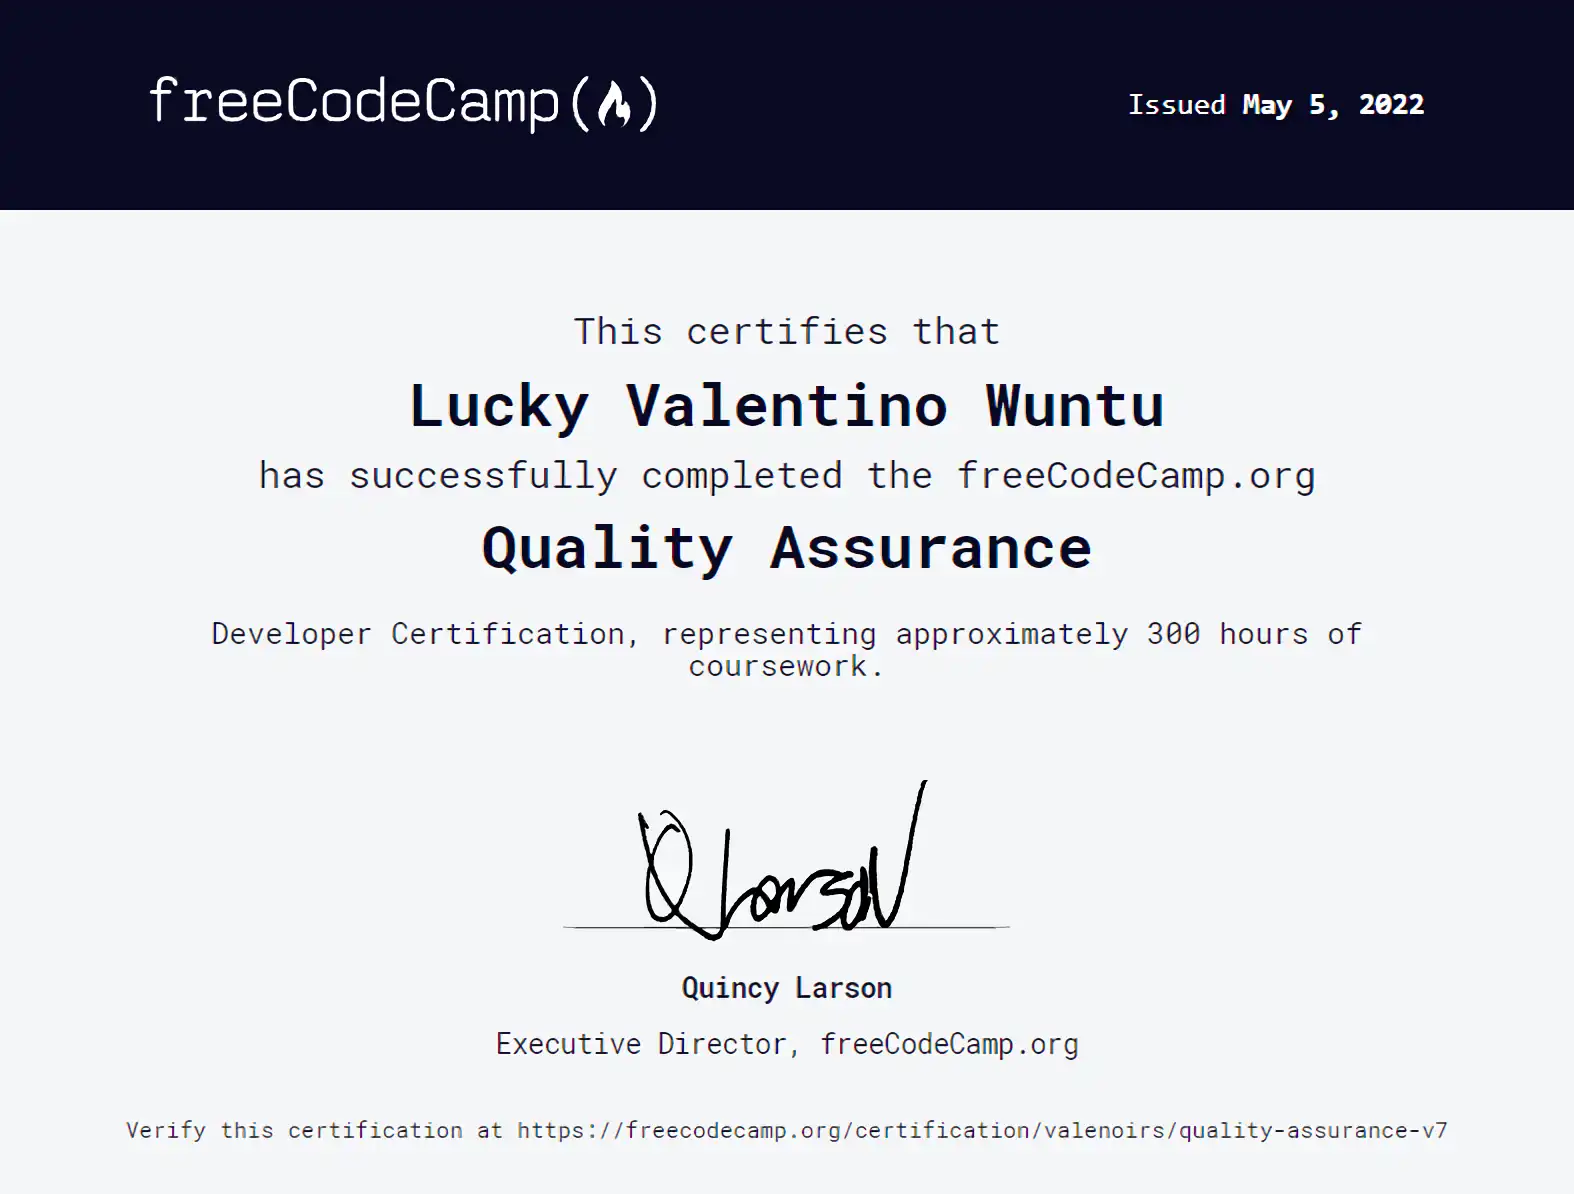 freeCodeCamp
Issued May 5, 2022
This certifies that
Lucky Valentino Wuntu
has successfully completed the freeCodeCamp.org
Quality Assurance
Developer Certification, representing approximately 300 hours of
coursework.
Q Larson
Quincy Larson
Executive Director, freeCodeCamp.org
Verify this certification at https://freecodecamp.org/certification/valenoirs/quality-assurance-v7